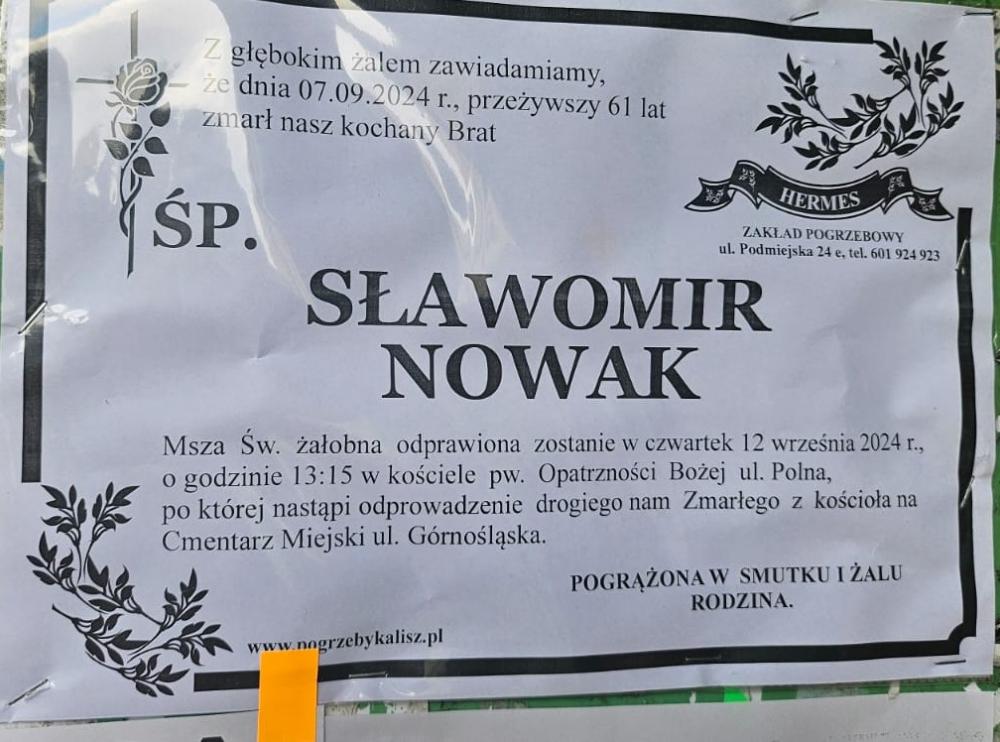 Z głębokim żalem zawiadamiamy,
że dnia 07.09.2024 r., przeżywszy 61 lat
zmarł nasz kochany Brat
HERMES
ZAKŁAD POGRZEBOWY
ul. Podmiejska 24 e, tel. 601 924 923
ŚP.
SŁAWOMIR
NOWAK
Msza Św. żałobna odprawiona zostanie w czwartek 12 września 2024 r.,
o godzinie 13:15 w kościele pw. Opatrzności Bożej ul. Polna,
po której nastąpi odprowadzenie drogiego nam Zmarłego z kościoła na
Cmentarz Miejski ul. Górnośląska.
POGRĄŻONA W SMUTKU I ŻALU
RODZINA.
www.pogrzebykalisz.pl